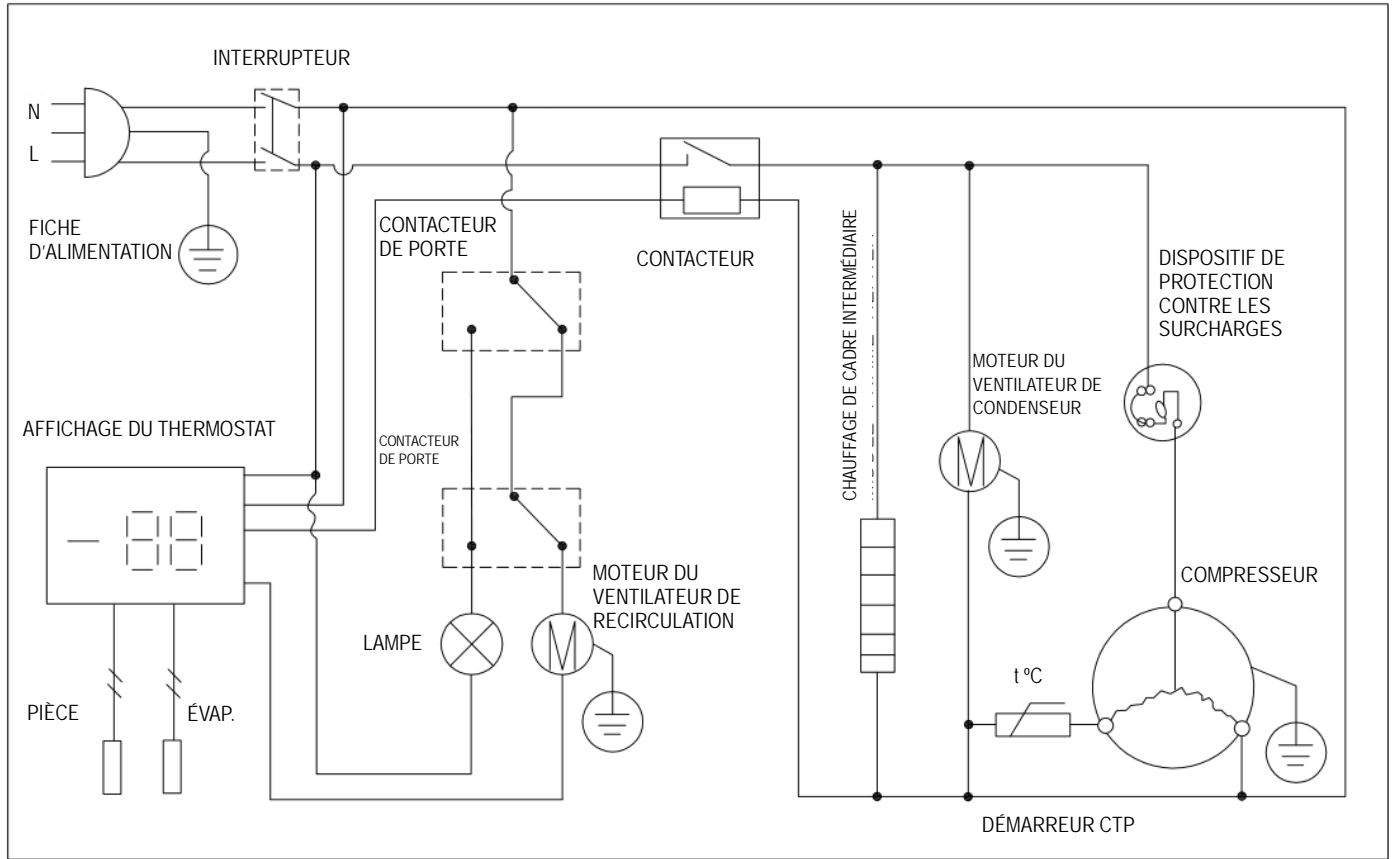 INTERRUPTEUR
N
L
FICHE
D'ALIMENTATION
CONTACTEUR
DE PORTE
CONTACTEUR
DISPOSITIF DE
PROTECTION
CONTRE LES
SURCHARGES
CHAUFFAGE DE CADRE INTERMÉDIAIRE
MOTEUR DU
VENTILATEUR DE
CONDENSEUR
AFFICHAGE DU THERMOSTAT
CONTACTEUR
DE PORTE
MOTEUR DU
VENTILATEUR DE
RECIRCULATION
M
M
COMPRESSEUR
LAMPE
t ºC
PIÈCE
ÉVAP.
DÉMARREUR CTP